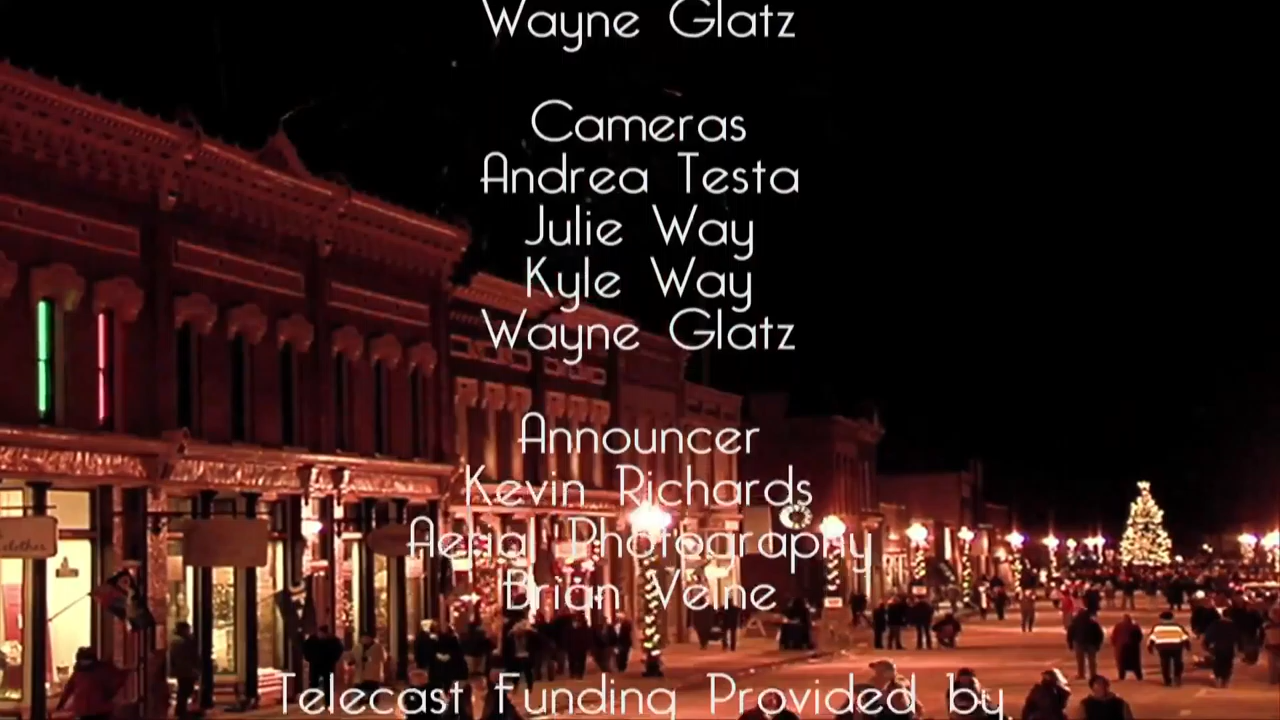 Wayne Glatz
Cameras
Andrea Testa
Julie Way
Kyle Way
Wayne Glatz
Announcer
Kevin Richards
Aerial Photography
Brian Veine
Telecast Funding Provided by
clothes